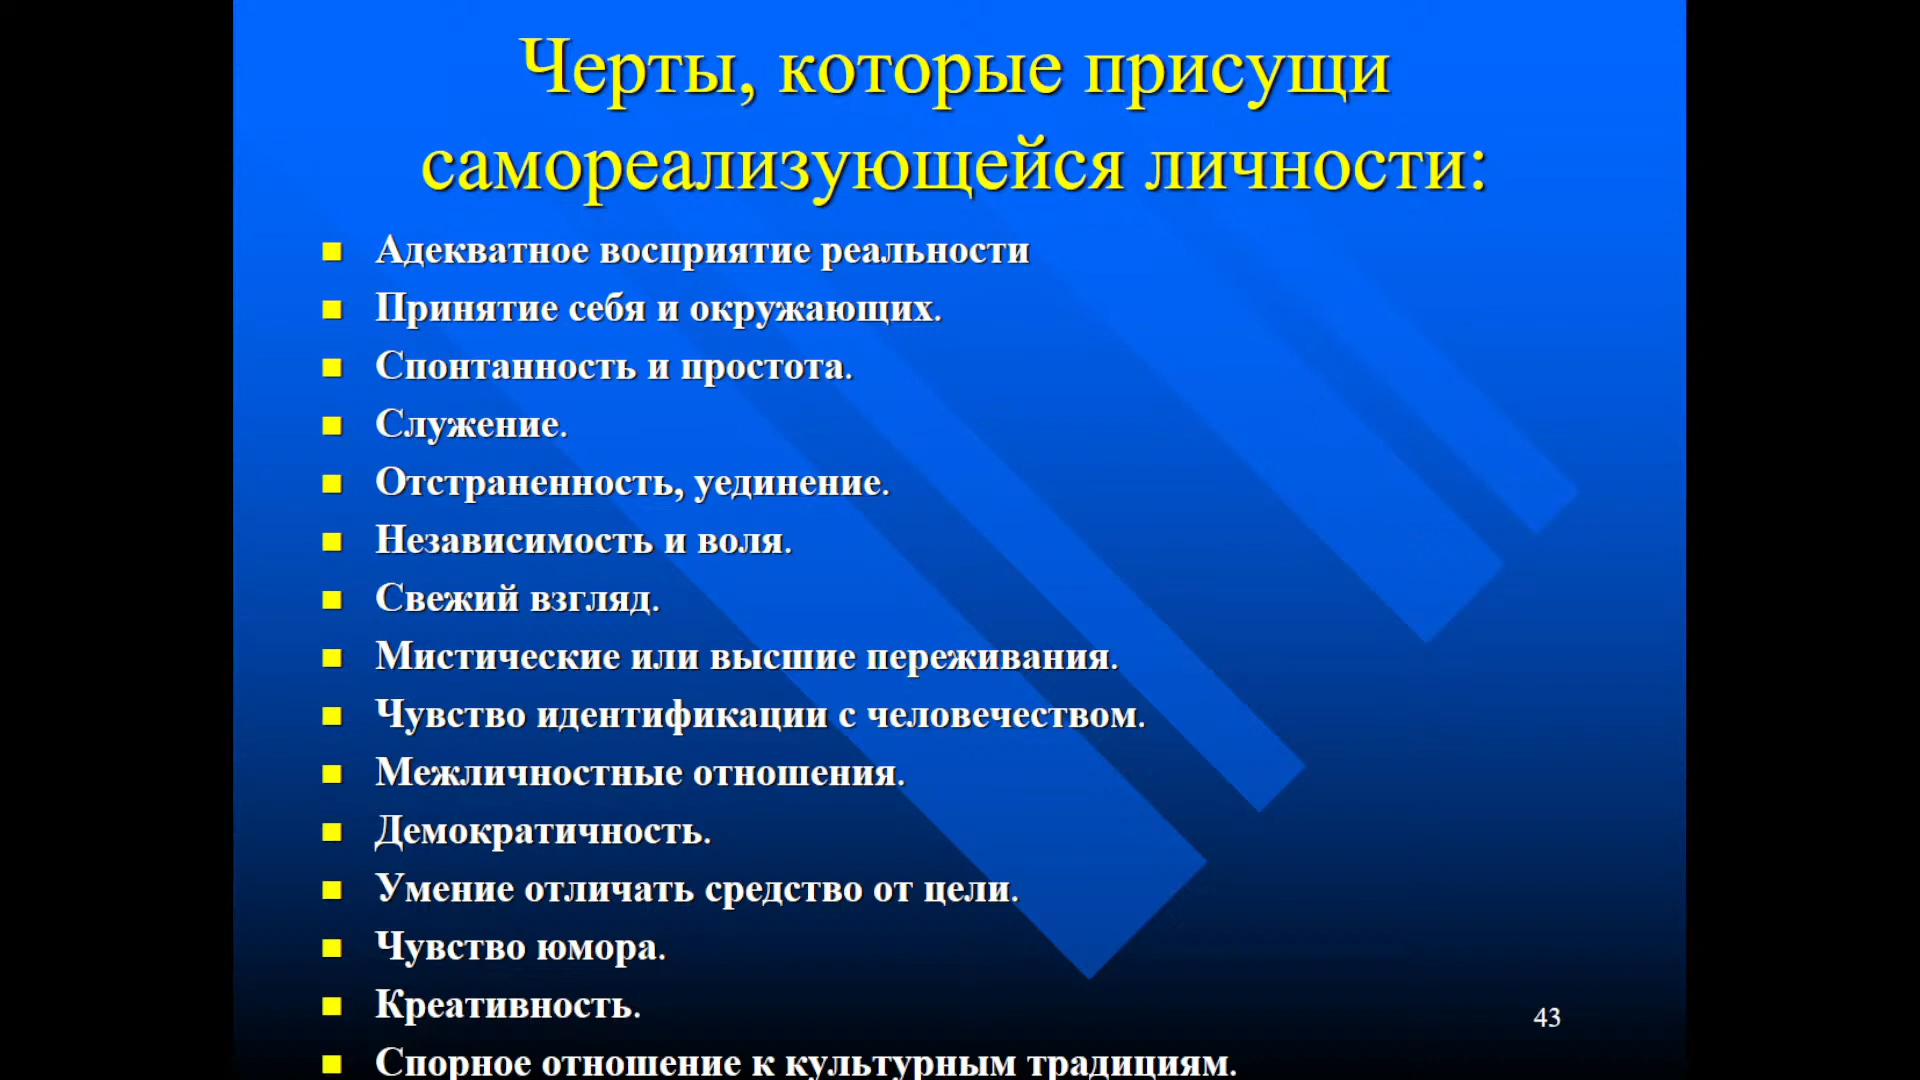 Черты, которые присущи
самореализующейся личности:
Адекватное восприятие реальности
Принятие себя и окружающих.
Спонтанность и простота.
Служение.
Отстраненность, уединение.
Независимость и воля.
Свежий взгляд.
Мистические или высшие переживания.
Чувство идентификации с человечеством.
Межличностные отношения.
Демократичность.
Умение отличать средство от цели.
Чувство юмора.
Креативность.
Спорное отношение к культурным традициям.
43